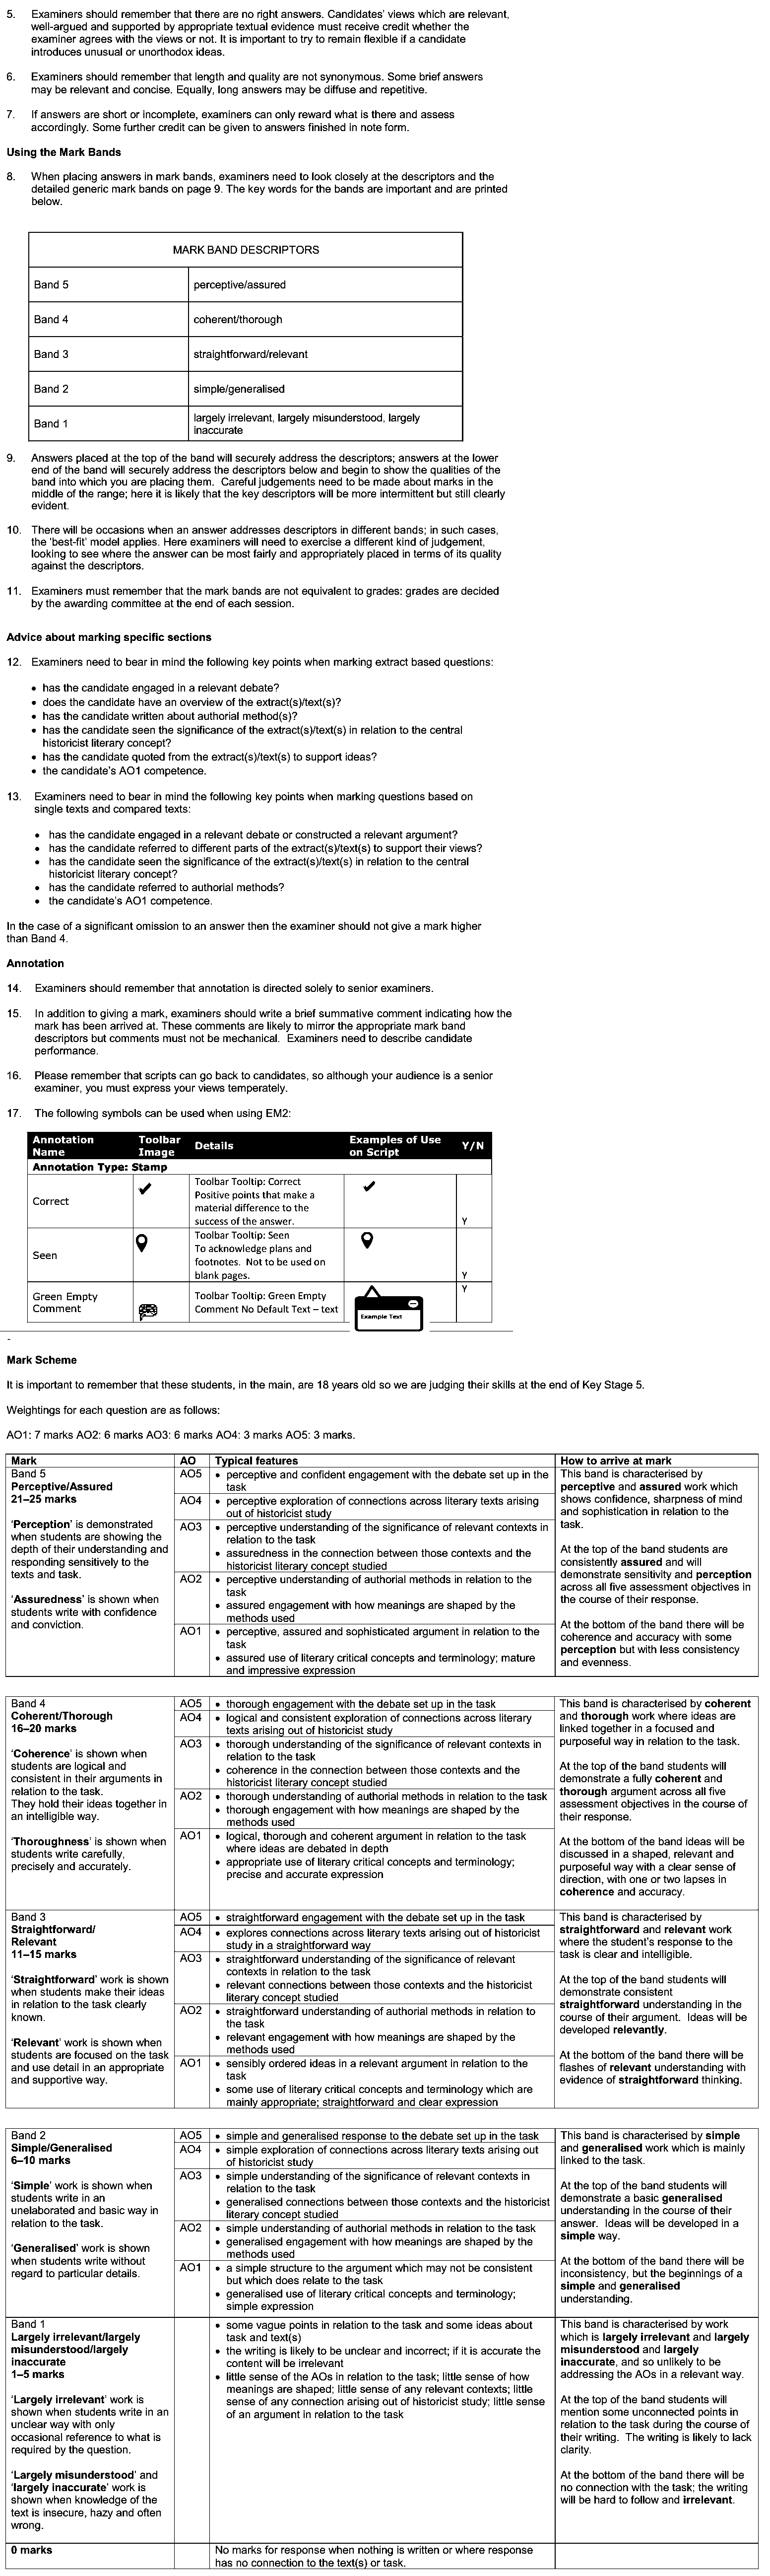 5. Examiners should remember that there are no right answers. Candidates' views which are relevant,
well-argued and supported by appropriate textual evidence must receive credit whether the
examiner agrees with the views or not. It is important to try to remain flexible if a candidate
introduces unusual or unorthodox ideas.
6. Examiners should remember that length and quality are not synonymous. Some brief answers
may be relevant and concise. Equally, long answers may be diffuse and repetitive.
7. If answers are short or incomplete, examiners can only reward what is there and assess
accordingly. Some further credit can be given to answers finished in note form.
Using the Mark Bands
8. When placing answers in mark bands, examiners need to look closely at the descriptors and the
detailed generic mark bands on page 9. The key words for the bands are important and are printed
below.
MARK BAND DESCRIPTORS
Band 5 perceptive/assured
Band 4 coherent/thorough
Band 3 straightforward/relevant
Band 2 simple/generalised
Band 1 largely irrelevant, largely misunderstood, largely
inaccurate
9. Answers placed at the top of the band will securely address the descriptors; answers at the lower
end of the band will securely address the descriptors below and begin to show the qualities of the
band into which you are placing them. Careful judgements need to be made about marks in the
middle of the range; here it is likely that the key descriptors will be more intermittent but still clearly
evident.
10. There will be occasions when an answer addresses descriptors in different bands; in such cases,
the 'best-fit' model applies. Here examiners will need to exercise a different kind of judgement,
looking to see where the answer can be most fairly and appropriately placed in terms of its quality
against the descriptors.
11. Examiners must remember that the mark bands are not equivalent to grades: grades are decided
by the awarding committee at the end of each session.
Advice about marking specific sections
12. Examiners need to bear in mind the following key points when marking extract based questions:
• has the candidate engaged in a relevant debate?
• does the candidate have an overview of the extract(s)/text(s)?
• has the candidate written about authorial method(s)?
• has the candidate seen the significance of the extract(s)/text(s) in relation to the central
historicist literary concept?
• has the candidate quoted from the extract(s)/text(s) to support ideas?
• the candidate's AO1 competence.
13. Examiners need to bear in mind the following key points when marking questions based on
single texts and compared texts:
• has the candidate engaged in a relevant debate or constructed a relevant argument?
• has the candidate referred to different parts of the extract(s)/text(s) to support their views?
• has the candidate seen the significance of the extract(s)/text(s) in relation to the central
historicist literary concept?
• has the candidate referred to authorial methods?
• the candidate's AO1 competence.
In the case of a significant omission to an answer then the examiner should not give a mark higher
than Band 4.
Annotation
14. Examiners should remember that annotation is directed solely to senior examiners.
15. In addition to giving a mark, examiners should write a brief summative comment indicating how the
mark has been arrived at. These comments are likely to mirror the appropriate mark band
descriptors but comments must not be mechanical. Examiners need to describe candidate
performance.
16. Please remember that scripts can go back to candidates, so although your audience is a senior
examiner, you must express your views temperately.
17. The following symbols can be used when using EM2:
Annotation Name Toolbar Image Details Examples of Use on Script Y/N
Annotation Type: Stamp
Correct
Toolbar Tooltip: Correct
Positive points that make a
material difference to the
success of the answer.
Y
Seen
Toolbar Tooltip: Seen
To acknowledge plans and
footnotes. Not to be used on
blank pages.
Y
Green Empty
Comment
Toolbar Tooltip: Green Empty
Comment No Default Text – text
Example Text
Y
Mark Scheme
It is important to remember that these students, in the main, are 18 years old so we are judging their skills at the end of Key Stage 5.
Weightings for each question are as follows:
AO1: 7 marks AO2: 6 marks AO3: 6 marks AO4: 3 marks AO5: 3 marks.
Mark AO Typical features How to arrive at mark
Band 5
Perceptive/Assured
21–25 marks
'Perception' is demonstrated
when students are showing the
depth of their understanding and
responding sensitively to the
texts and task.
'Assuredness' is shown when
students write with confidence
and conviction.
AO5 • perceptive and confident engagement with the debate set up in the
task
AO4 • perceptive exploration of connections across literary texts arising
out of historicist study
AO3 • perceptive understanding of the significance of relevant contexts in
relation to the task
• assuredness in the connection between those contexts and the
historicist literary concept studied
AO2 • perceptive understanding of authorial methods in relation to the
task
• assured engagement with how meanings are shaped by the
methods used
AO1 • perceptive, assured and sophisticated argument in relation to the
task
• assured use of literary critical concepts and terminology; mature
and impressive expression
This band is characterised by
perceptive and assured work which
shows confidence, sharpness of mind
and sophistication in relation to the
task.
At the top of the band students are
consistently assured and will
demonstrate sensitivity and perception
across all five assessment objectives in
the course of their response.
At the bottom of the band there will be
coherence and accuracy with some
perception but with less consistency
and evenness.
Band 4
Coherent/Thorough
16–20 marks
'Coherence' is shown when
students are logical and
consistent in their arguments in
relation to the task.
They hold their ideas together in
an intelligible way.
'Thoroughness' is shown when
students write carefully,
precisely and accurately.
AO5 • thorough engagement with the debate set up in the task
AO4 • logical and consistent exploration of connections across literary
texts arising out of historicist study
AO3 • thorough understanding of the significance of relevant contexts in
relation to the task
• coherence in the connection between those contexts and the
historicist literary concept studied
AO2 • thorough understanding of authorial methods in relation to the task
• thorough engagement with how meanings are shaped by the
methods used
AO1 • logical, thorough and coherent argument in relation to the task
where ideas are debated in depth
• appropriate use of literary critical concepts and terminology;
precise and accurate expression
This band is characterised by coherent
and thorough work where ideas are
linked together in a focused and
purposeful way in relation to the task.
At the top of the band students will
demonstrate a fully coherent and
thorough argument across all five
assessment objectives in the course of
their response.
At the bottom of the band ideas will be
discussed in a shaped, relevant and
purposeful way with a clear sense of
direction, with one or two lapses in
coherence and accuracy.
Band 3
Straightforward/
Relevant
11–15 marks
'Straightforward' work is shown
when students make their ideas
in relation to the task clearly
known.
'Relevant' work is shown when
students are focused on the task
and use detail in an appropriate
and supportive way.
AO5 • straightforward engagement with the debate set up in the task
AO4 • explores connections across literary texts arising out of historicist
study in a straightforward way
AO3 • straightforward understanding of the significance of relevant
contexts in relation to the task
• relevant connections between those contexts and the historicist
literary concept studied
AO2 • straightforward understanding of authorial methods in relation to
the task
• relevant engagement with how meanings are shaped by the
methods used
AO1 • sensibly ordered ideas in a relevant argument in relation to the
task
• some use of literary critical concepts and terminology which are
mainly appropriate; straightforward and clear expression
This band is characterised by
straightforward and relevant work
where the student's response to the
task is clear and intelligible.
At the top of the band students will
demonstrate consistent
straightforward understanding in the
course of their argument. Ideas will be
developed relevantly.
At the bottom of the band there will be
flashes of relevant understanding with
evidence of straightforward thinking.
Band 2
Simple/Generalised
6–10 marks
'Simple' work is shown when
students write in an
unelaborated and basic way in
relation to the task.
'Generalised' work is shown
when students write without
regard to particular details.
AO5 • simple and generalised response to the debate set up in the task
AO4 • simple exploration of connections across literary texts arising out
of historicist study
AO3 • simple understanding of the significance of relevant contexts in
relation to the task
• generalised connections between those contexts and the historicist
literary concept studied
AO2 • simple understanding of authorial methods in relation to the task
• generalised engagement with how meanings are shaped by the
methods used
AO1 • a simple structure to the argument which may not be consistent
but which does relate to the task
• generalised use of literary critical concepts and terminology;
simple expression
This band is characterised by simple
and generalised work which is mainly
linked to the task.
At the top of the band students will
demonstrate a basic generalised
understanding in the course of their
answer. Ideas will be developed in a
simple way.
At the bottom of the band there will be
inconsistency, but the beginnings of a
simple and generalised
understanding.
Band 1
Largely irrelevant/largely
misunderstood/largely
inaccurate
1–5 marks
'Largely irrelevant' work is
shown when students write in an
unclear way with only
occasional reference to what is
required by the question.
'Largely misunderstood' and
'largely inaccurate' work is
shown when knowledge of the
text is insecure, hazy and often
wrong.
• some vague points in relation to the task and some ideas about
task and text(s)
• the writing is likely to be unclear and incorrect; if it is accurate the
content will be irrelevant
• little sense of the AOs in relation to the task; little sense of how
meanings are shaped; little sense of any relevant contexts; little
sense of any connection arising out of historicist study; little sense
of an argument in relation to the task
This band is characterised by work
which is largely irrelevant and largely
misunderstood and largely
inaccurate, and so unlikely to be
addressing the AOs in a relevant way.
At the top of the band students will
mention some unconnected points in
relation to the task during the course of
their writing. The writing is likely to lack
clarity.
At the bottom of the band there will be
no connection with the task; the writing
will be hard to follow and irrelevant.
0 marks
No marks for response when nothing is written or where response
has no connection to the text(s) or task.